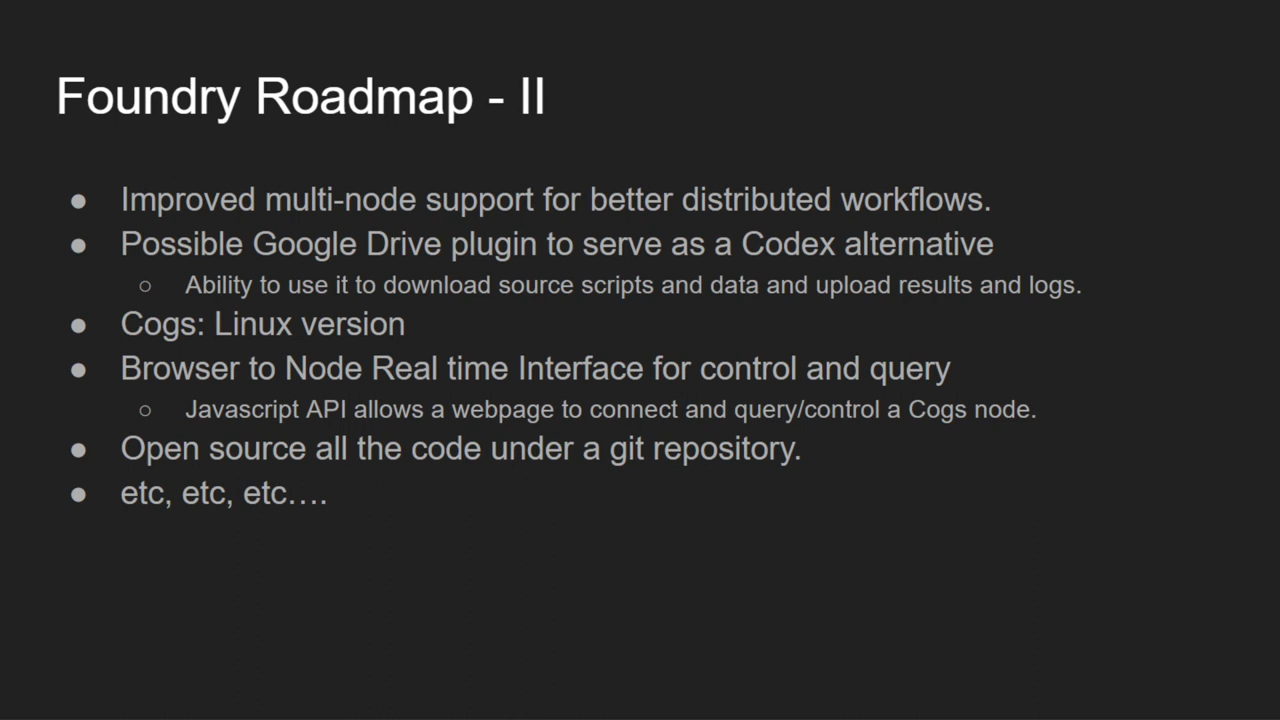 Foundry Roadmap - II
● Improved multi-node support for better distributed workflows.
● Possible Google Drive plugin to serve as a Codex alternative
○ Ability to use it to download source scripts and data and upload results and logs.
● Cogs: Linux version
● Browser to Node Real time Interface for control and query
○ Javascript API allows a webpage to connect and query/control a Cogs node.
● Open source all the code under a git repository.
● etc, etc, etc….